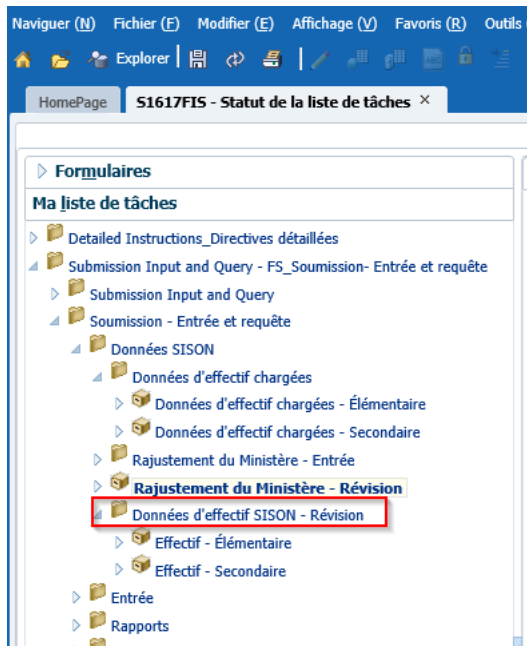 Naviguer (N) Fichier (F) Modifier (E) Affichage (V) Favoris (R) Outils
Explorer
HomePage S1617FIS - Statut de la liste de tâches ×
Formulaires
Ma liste de tâches
Detailed Instructions_Directives détaillées
Submission Input and Query - FS_Soumission- Entrée et requête
Submission Input and Query
Soumission - Entrée et requête
Données SISON
Données d'effectif chargées
Données d'effectif chargées - Élémentaire
Données d'effectif chargées - Secondaire
Rajustement du Ministère - Entrée
Rajustement du Ministère - Révision
Données d'effectif SISON - Révision
Effectif - Élémentaire
Effectif - Secondaire
Entrée
Rapports